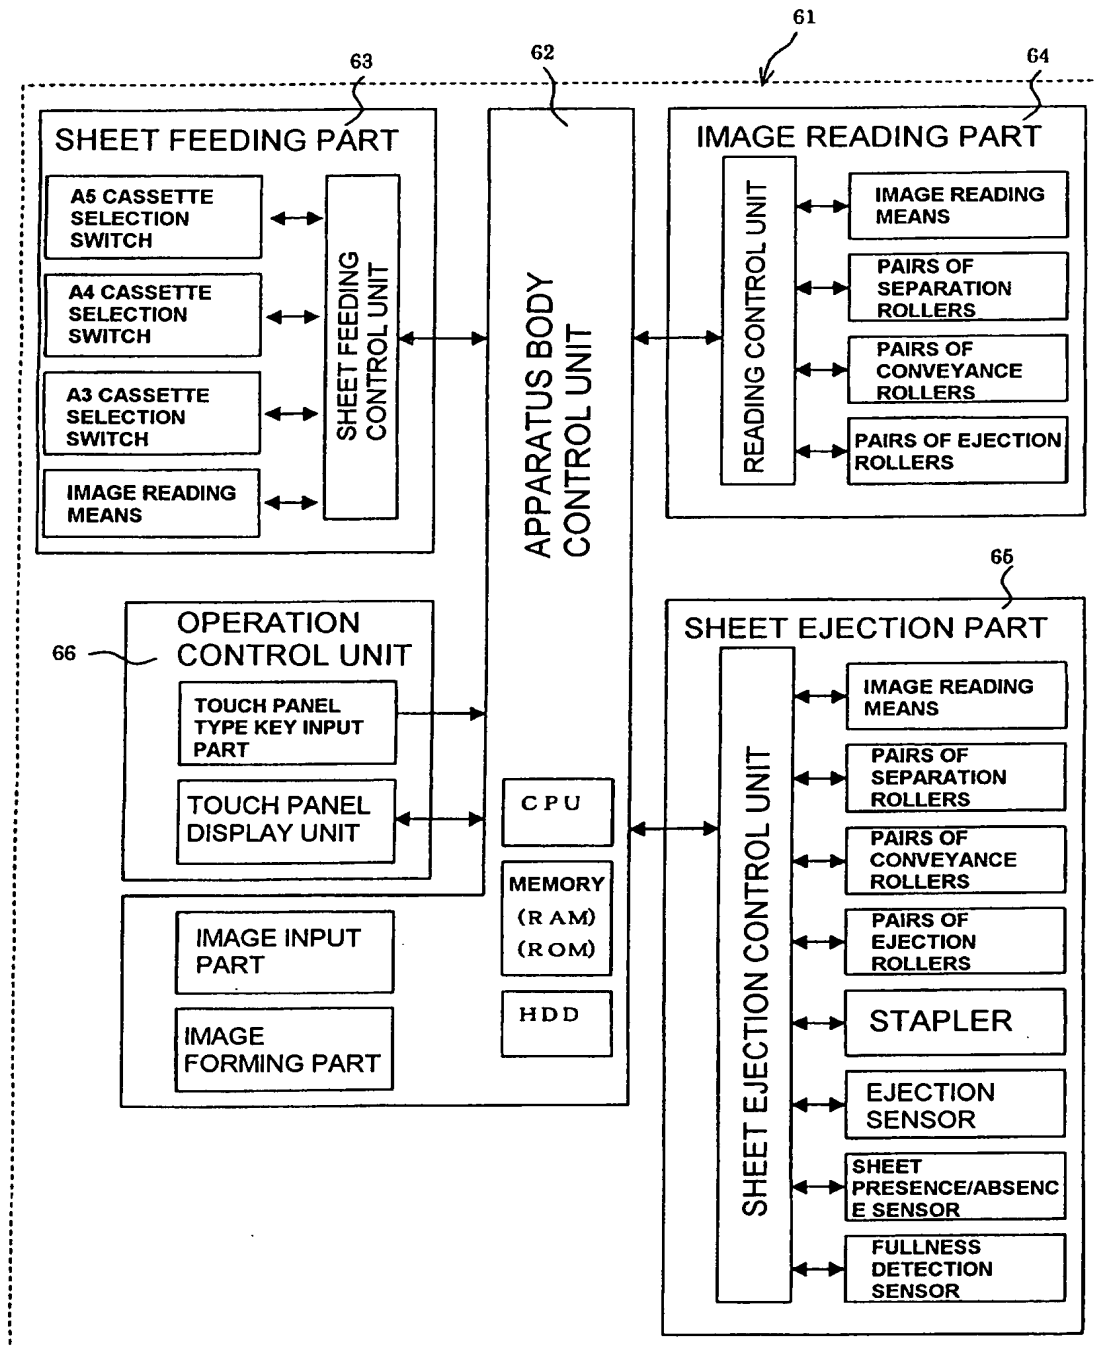 61
62
63
64
SHEET FEEDING PART
A5 CASSETTE
SELECTION
SWITCH
A4 CASSETTE
SELECTION
SWITCH
A3 CASSETTE
SELECTION
SWITCH
IMAGE READING
MEANS
SHEET FEEDING
CONTROL UNIT
APPARATUS BODY
CONTROL UNIT
IMAGE READING PART
READING CONTROL UNIT
IMAGE READING
MEANS
PAIRS OF
SEPARATION
ROLLERS
PAIRS OF
CONVEYANCE
ROLLERS
PAIRS OF EJECTION
ROLLERS
66
OPERATION
CONTROL UNIT
TOUCH PANEL
TYPE KEY INPUT
PART
TOUCH PANEL
DISPLAY UNIT
IMAGE INPUT
PART
IMAGE
FORMING PART
CPU
MEMORY
(RAM)
(ROM)
HDD
65
SHEET EJECTION PART
SHEET EJECTION CONTROL UNIT
IMAGE READING
MEANS
PAIRS OF
SEPARATION
ROLLERS
PAIRS OF
CONVEYANCE
ROLLERS
PAIRS OF
EJECTION
ROLLERS
STAPLER
EJECTION
SENSOR
SHEET
PRESENCE/ABSENC
E SENSOR
FULLNESS
DETECTION
SENSOR